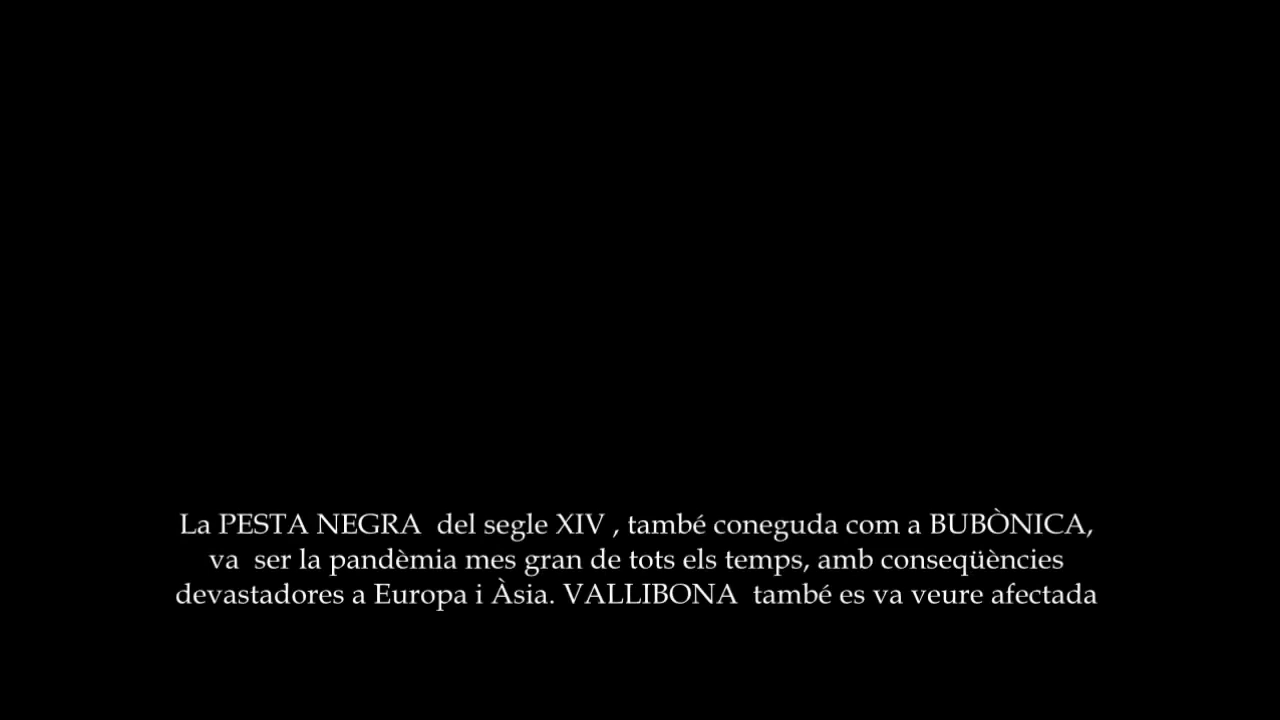 La PESTA NEGRA  del segle XIV , també coneguda com a BUBÒNICA,
va  ser la pandèmia mes gran de tots els temps, amb conseqüències
devastadores a Europa i Àsia. VALLIBONA  també es va veure afectada